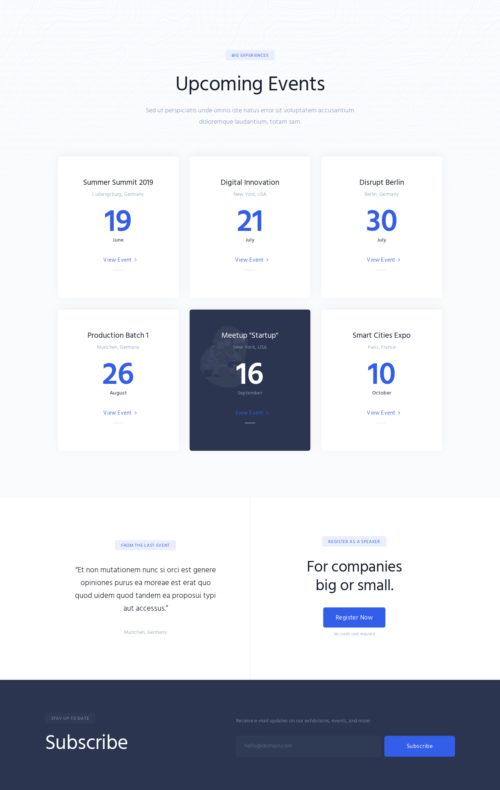 BIG EXPERIENCES
Upcoming Events
Sed ut perspiciatis unde omnis iste natus error sit voluptatem accusantium
doloremque laudantium, totam sam.
Summer Summit 2019
Ludwigsburg, Germany
19
June
View Event >
Digital Innovation
New York, USA
21
July
View Event >
Disrupt Berlin
Berlin, Germany
30
July
View Event >
Production Batch 1
Munchen, Germany
26
August
View Event >
Meetup "Startup"
New York, USA
16
September
View Event >
Smart Cities Expo
Paris, France
10
October
View Event >
FROM THE LAST EVENT
"Et non mutationem nunc si orci est genere
opiniones purus ea moreae est erat quo
quod uidem quod tandem ea proposui typi
aut accessus."
Munchen, Germany
REGISTER AS A SPEAKER
For companies
big or small.
Register Now
No credit card required
STAY UP TO DATE
Subscribe
Receive e-mail updates on our exhibitions, events, and more!
hello@domain.com
Subscribe